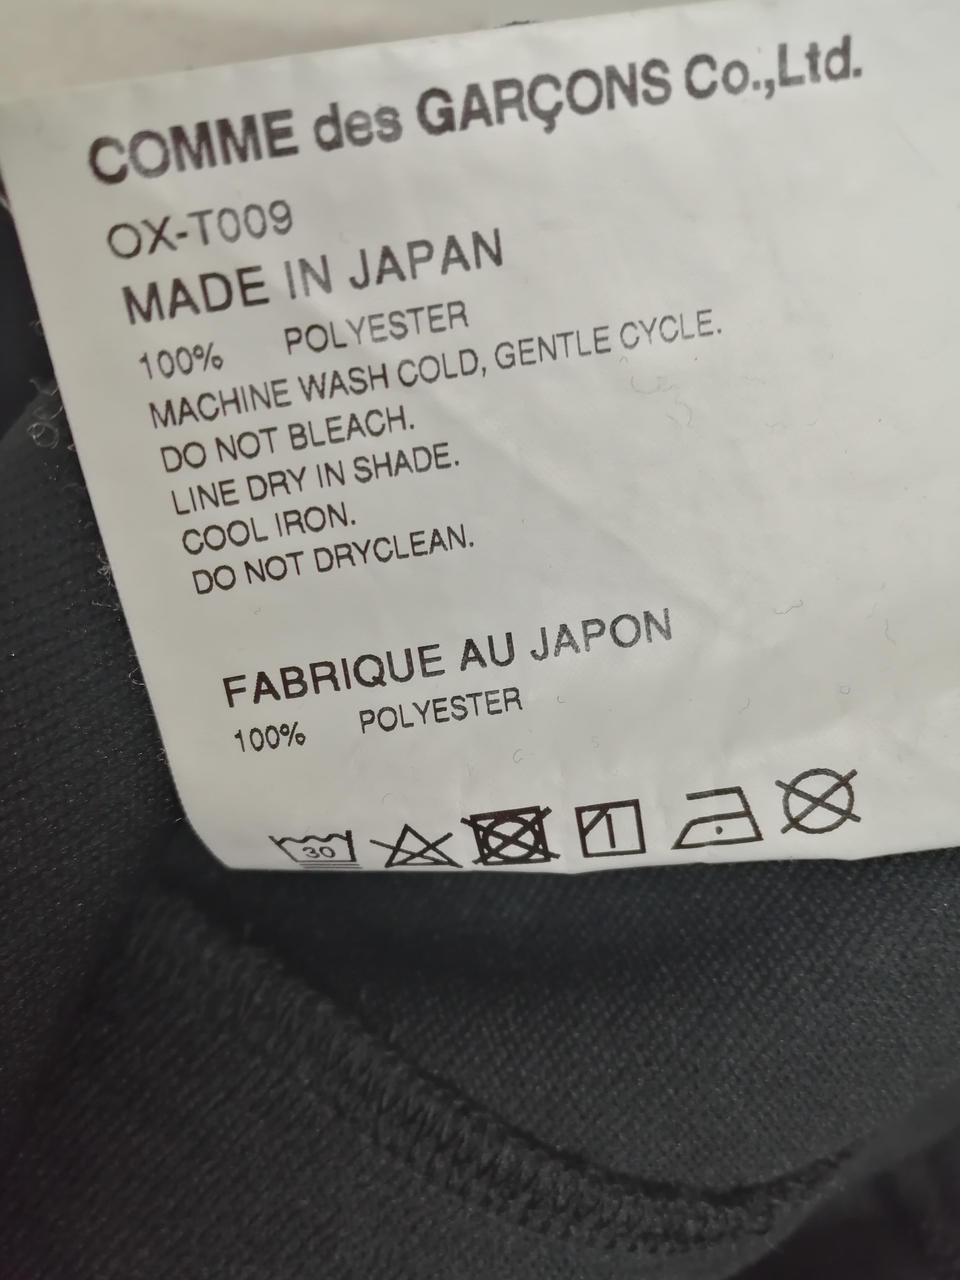 COMME des GARÇONS Co.,Ltd.
OX-T009
MADE IN JAPAN
100% POLYESTER
MACHINE WASH COLD, GENTLE CYCLE.
DO NOT BLEACH.
LINE DRY IN SHADE.
COOL IRON.
DO NOT DRYCLEAN.
FABRIQUE AU JAPON
100% POLYESTER
30